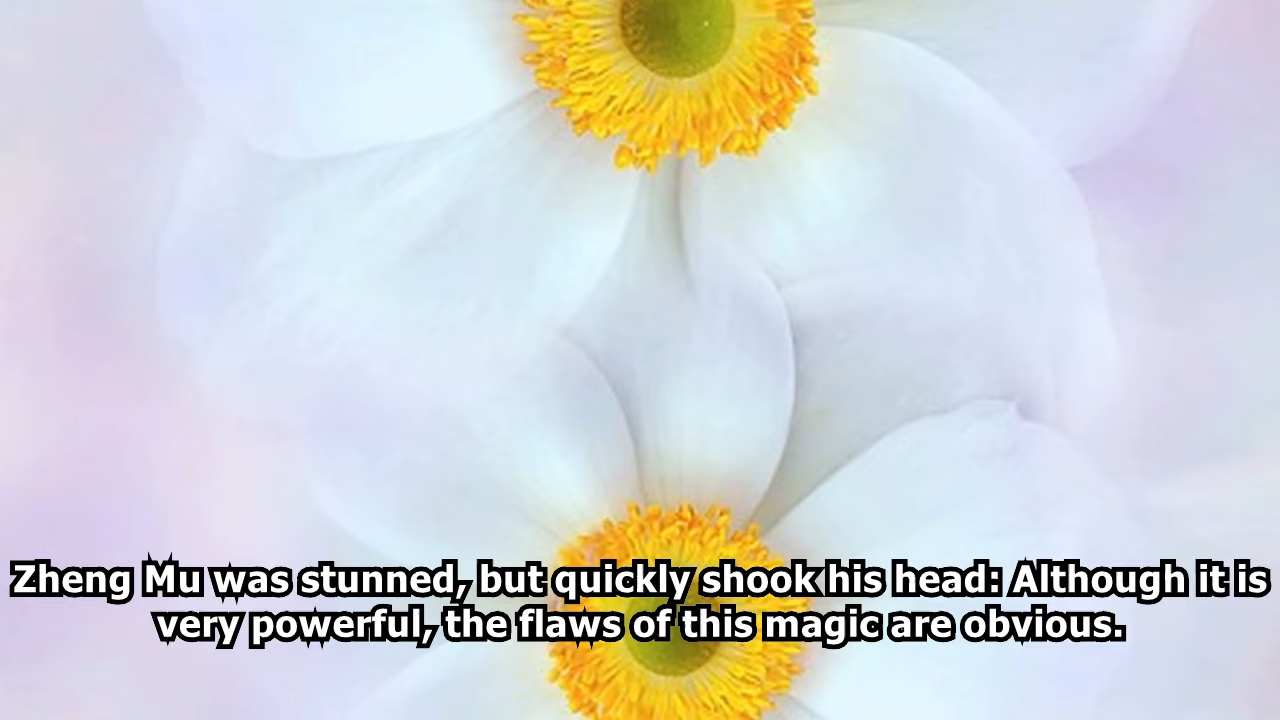 Zheng Mu was stunned, but quickly shook his head: Although it is
very powerful, the flaws of this magic are obvious.